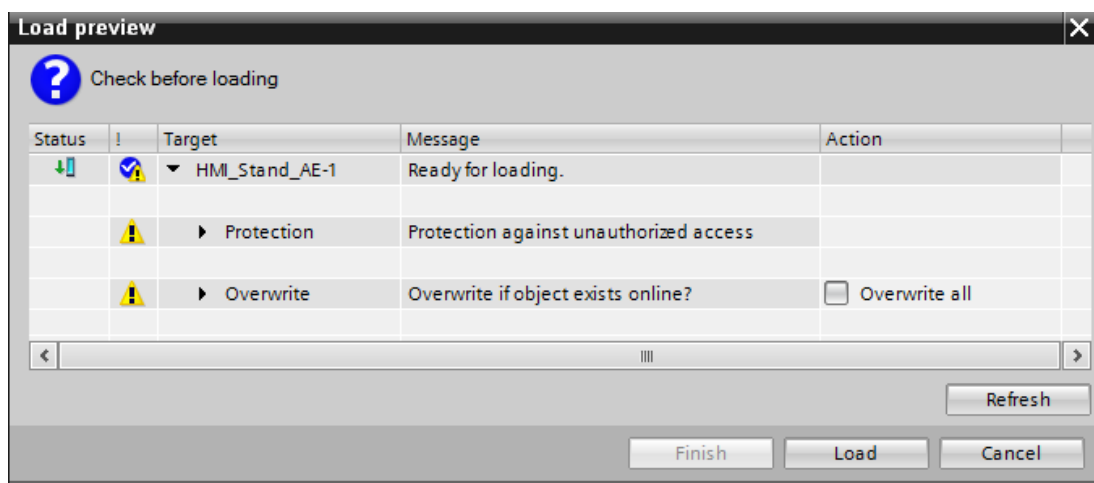 Load preview
Check before loading
Status ! Target Message Action
HMI_Stand_AE-1 Ready for loading.
Protection Protection against unauthorized access
Overwrite Overwrite if object exists online? Overwrite all
Refresh
Finish Load Cancel